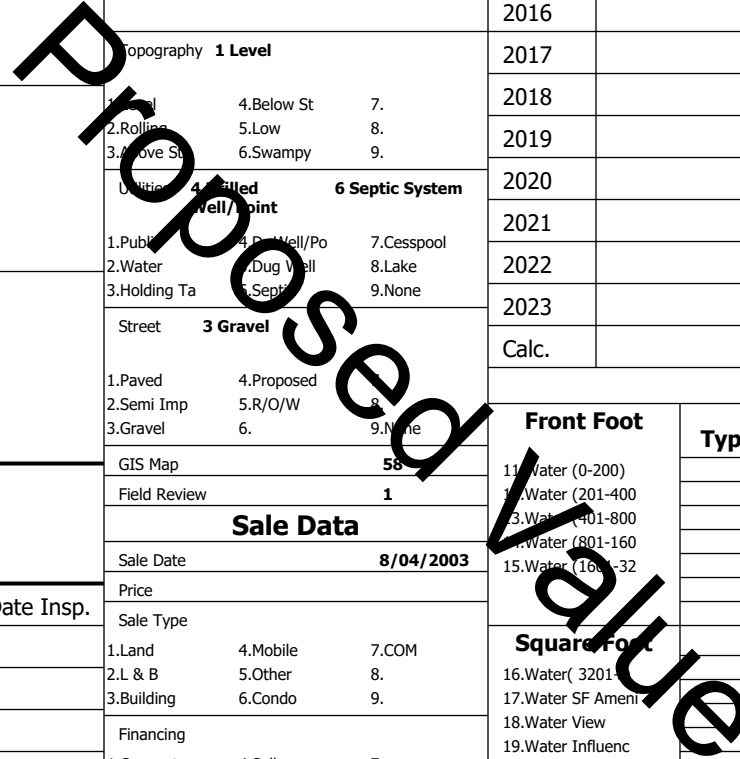 Topography 1 Level
4.Below St 7.
2.Rolling 5.Low 8.
3.Above St 6.Swampy 9.
Utilities 4 Drilled Well/Point 6 Septic System
1.Public 4.Dr Well/Po 7.Cesspool
2.Water 5.Dug Well 8.Lake
3.Holding Ta 6.Septic 9.None
Street 3 Gravel
1.Paved 4.Proposed
2.Semi Imp 5.R/O/W 8.
3.Gravel 6. 9.None
GIS Map 58
Field Review 1
Sale Data
Sale Date 8/04/2003
Price
Sale Type
1.Land 4.Mobile 7.COM
2.L & B 5.Other 8.
3.Building 6.Condo 9.
Financing
Date Insp.
2016
2017
2018
2019
2020
2021
2022
2023
Calc.
Front Foot
Typ
11.Water (0-200)
12.Water (201-400
13.Water (401-800
14.Water (801-160
15.Water (1601-32
Square Foot
16.Water( 3201-
17.Water SF Ameni
18.Water View
19.Water Influenc
Proposed Value